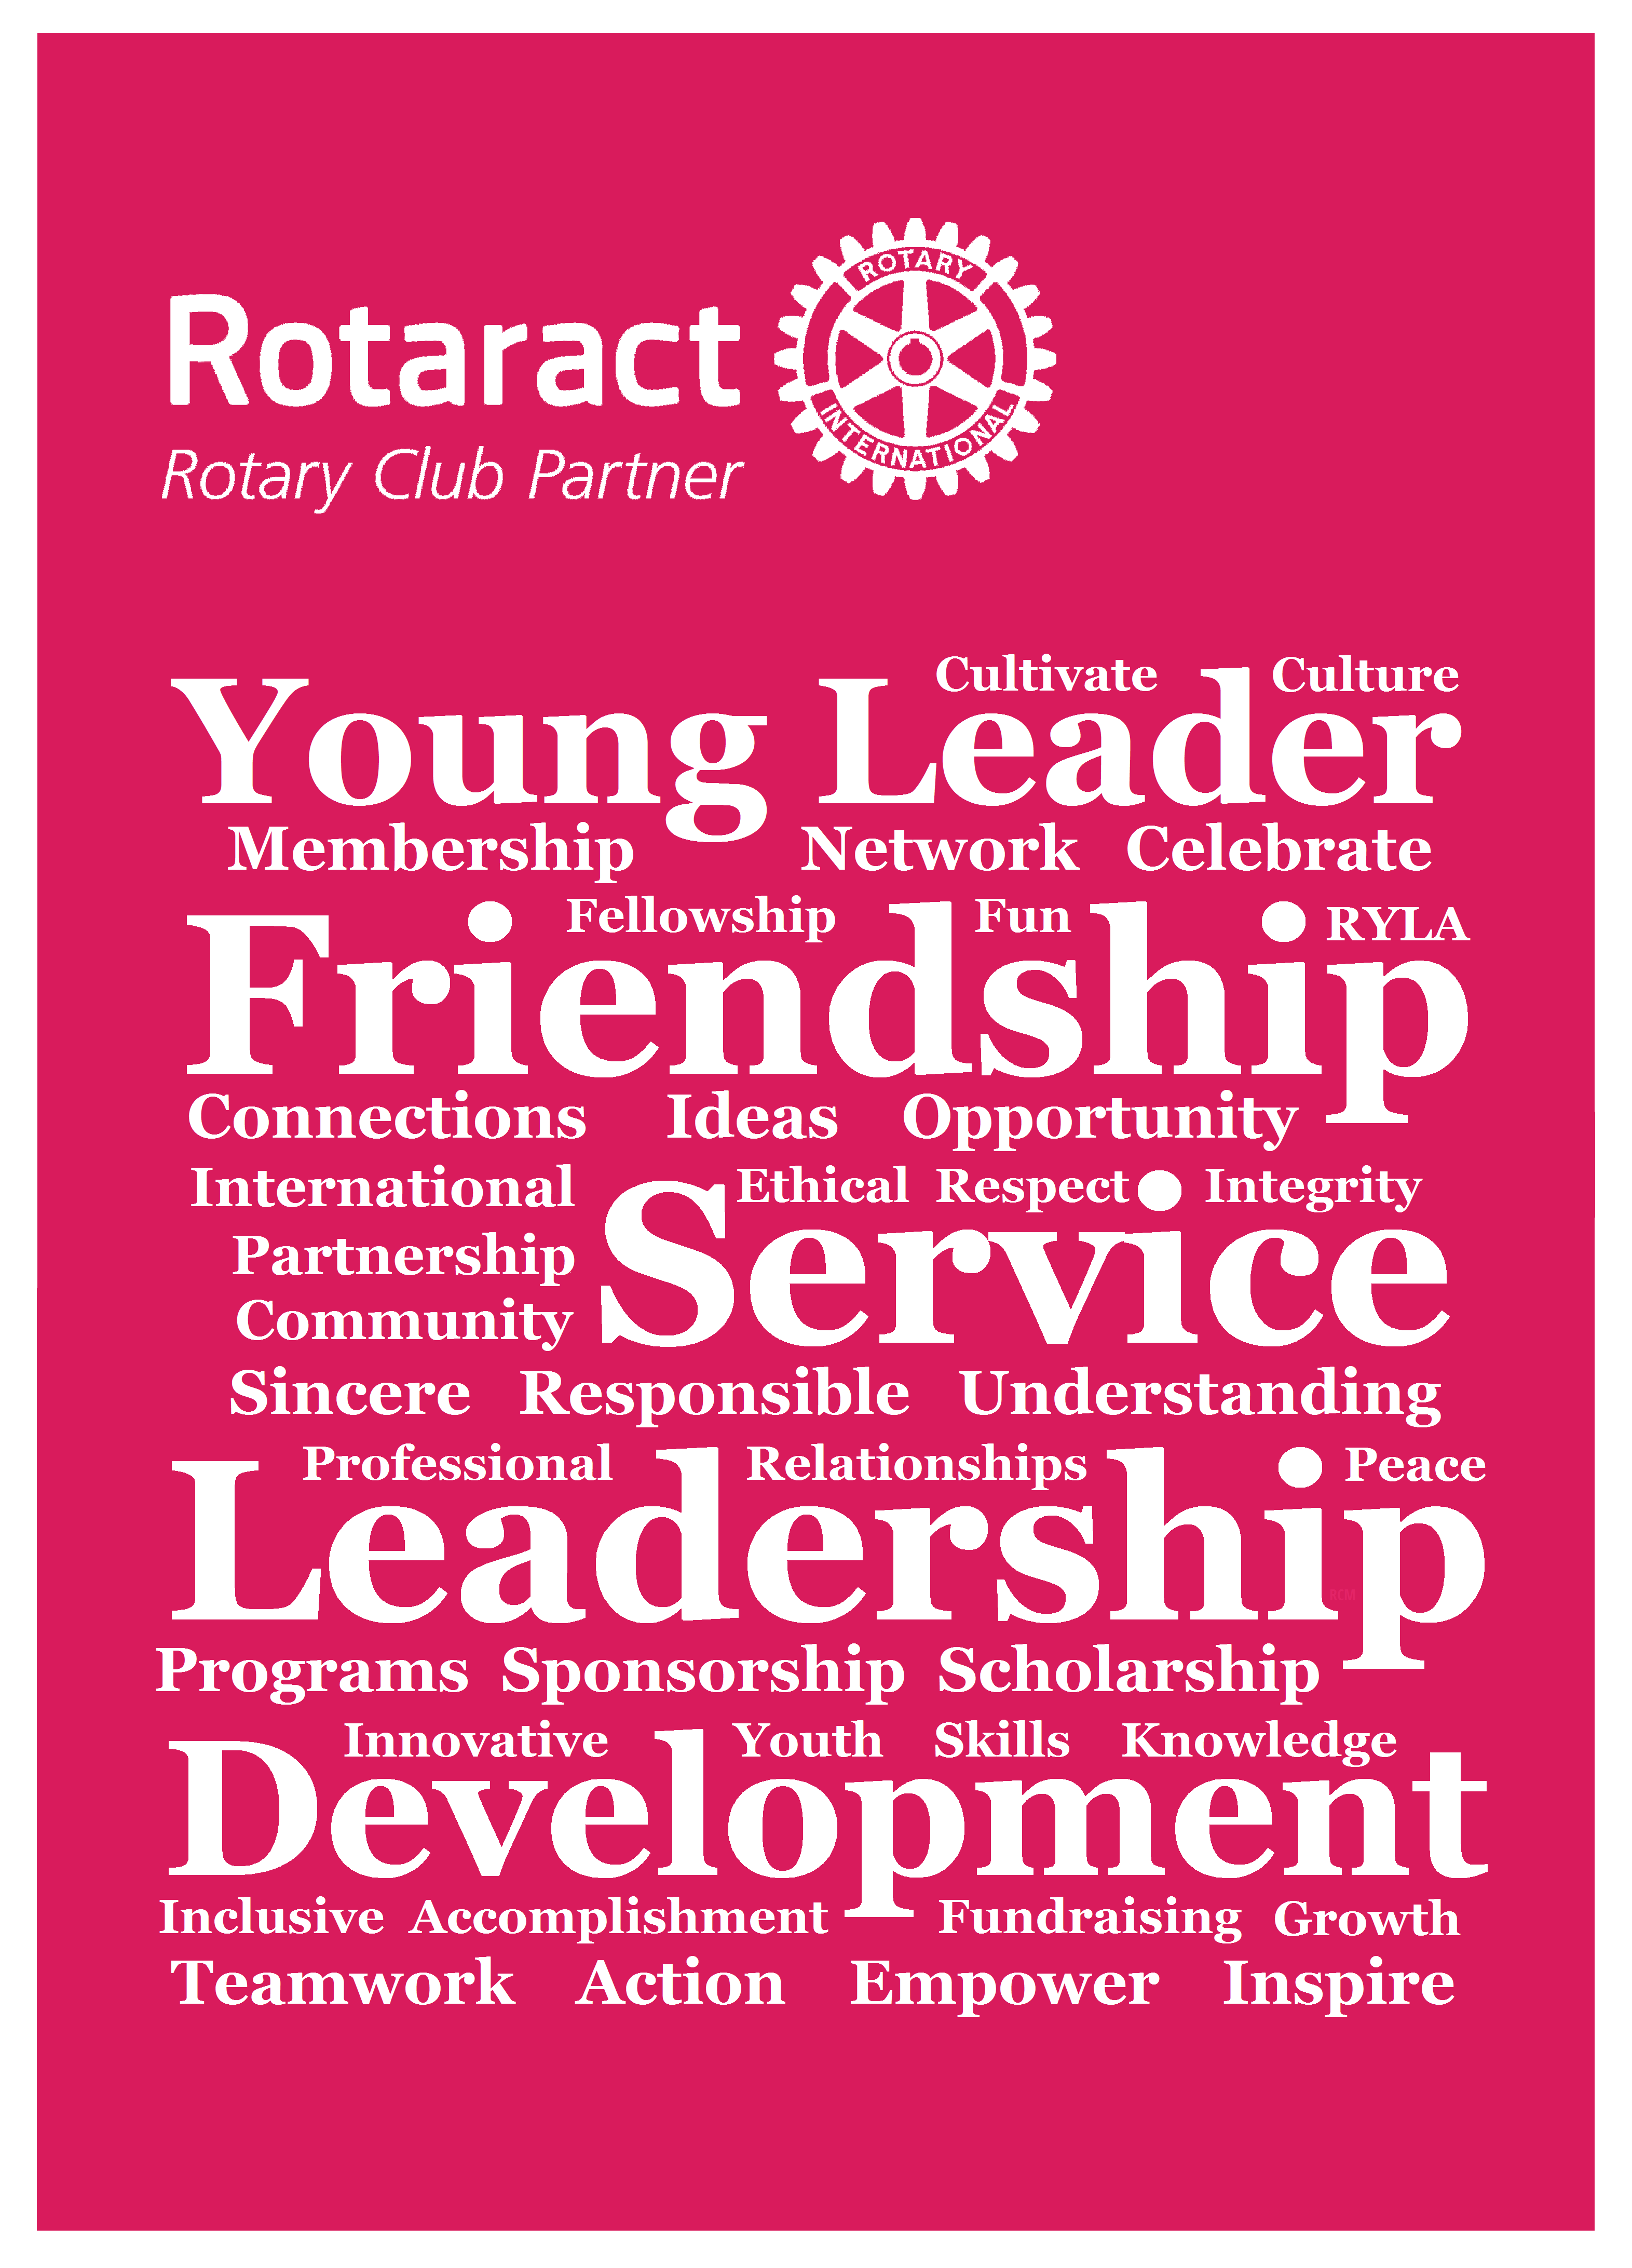 Rotaract
Rotary Club Partner
ROTARY
INTERNATIONAL
Cultivate Culture
Young Leader
Membership Network Celebrate
Fellowship Fun RYLA
Friendship
Connections Ideas Opportunity
International Ethical Respect Integrity
Partnership
Service
Community
Sincere Responsible Understanding
Professional Relationships Peace
Leadership
RCM
Programs Sponsorship Scholarship
Innovative Youth Skills Knowledge
Development
Inclusive Accomplishment Fundraising Growth
Teamwork Action Empower Inspire